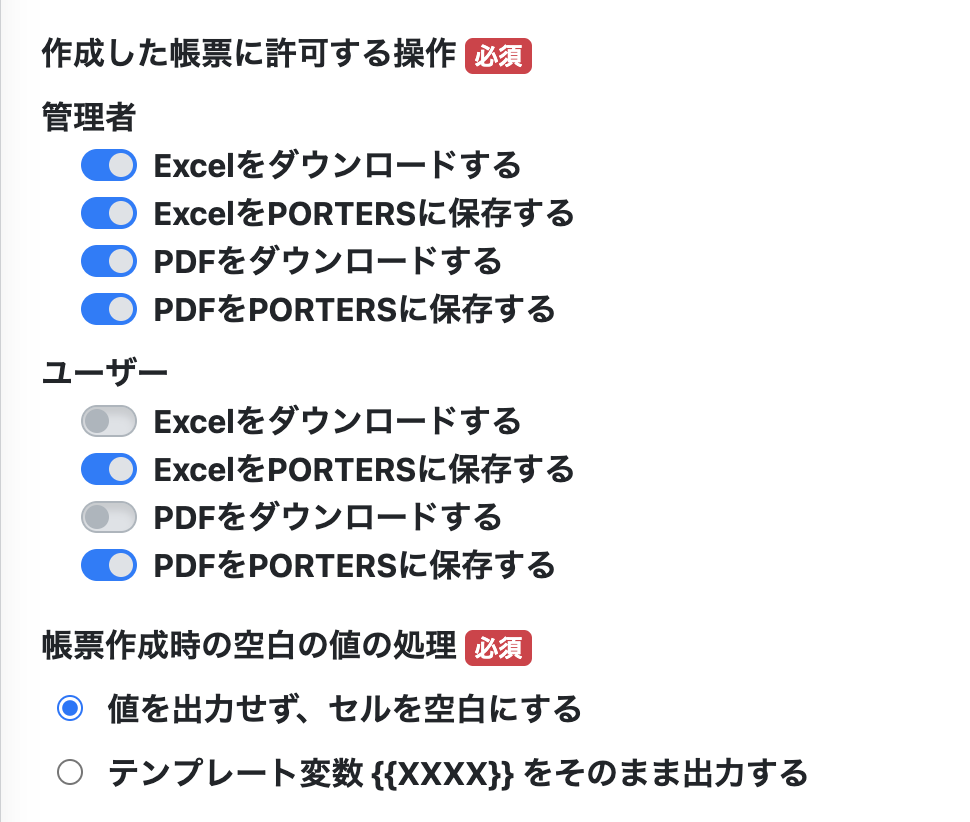 作成した帳票に許可する操作 必須
管理者
Excelをダウンロードする
ExcelをPORTERSに保存する
PDFをダウンロードする
PDFをPORTERSに保存する
ユーザー
Excelをダウンロードする
ExcelをPORTERSに保存する
PDFをダウンロードする
PDFをPORTERSに保存する
帳票作成時の空白の値の処理 必須
値を出力せず、セルを空白にする
テンプレート変数 {{XXXX}} をそのまま出力する